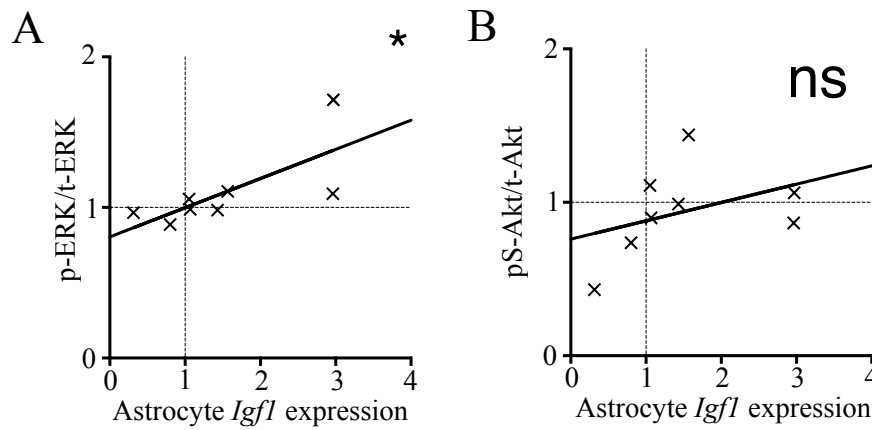 A
*
2
1
0
p-ERK/t-ERK
0 1 2 3 4
Astrocyte Igf1 expression
B
ns
2
1
0
pS-Akt/t-Akt
0 1 2 3 4
Astrocyte Igf1 expression